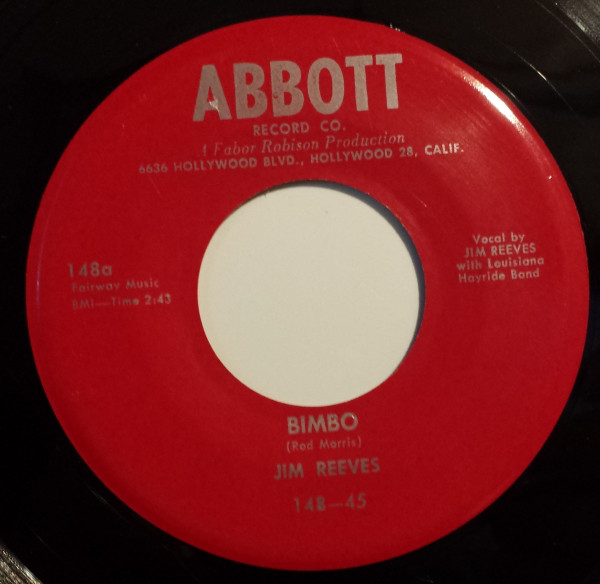 ABBOTT
RECORD CO.
A Fabor Robison Production
6636 HOLLYWOOD BLVD., HOLLYWOOD 28, CALIF.
148a
Fairway Music
BMI—Time 2:43
Vocal by
JIM REEVES
with Louisiana
Hayride Band
BIMBO
(Rod Morris)
JIM REEVES
148—45